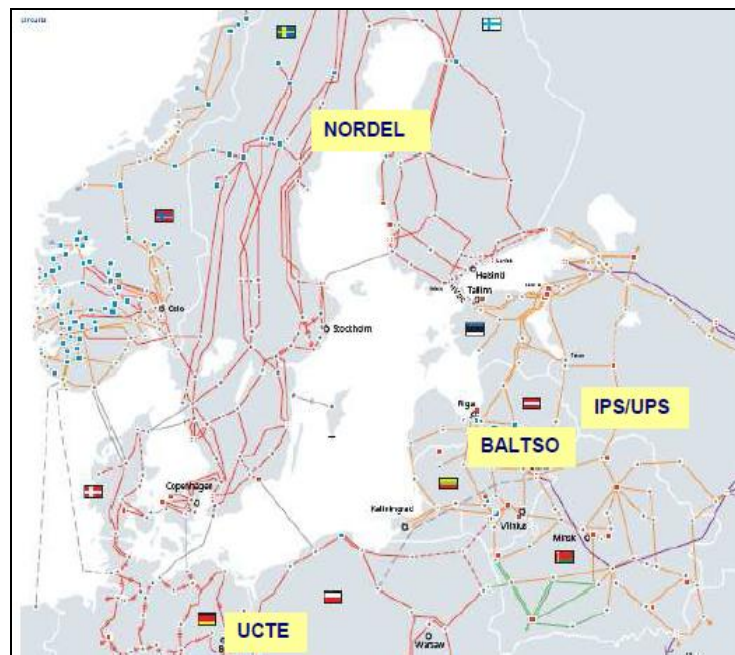 NORDEL
Helsinki
Tallinn
Oslo
Stockholm
Riga
IPS/UPS
BALTSO
Copenhagen
Kaliningrad
Vilnius
Minsk
UCTE
Warsaw